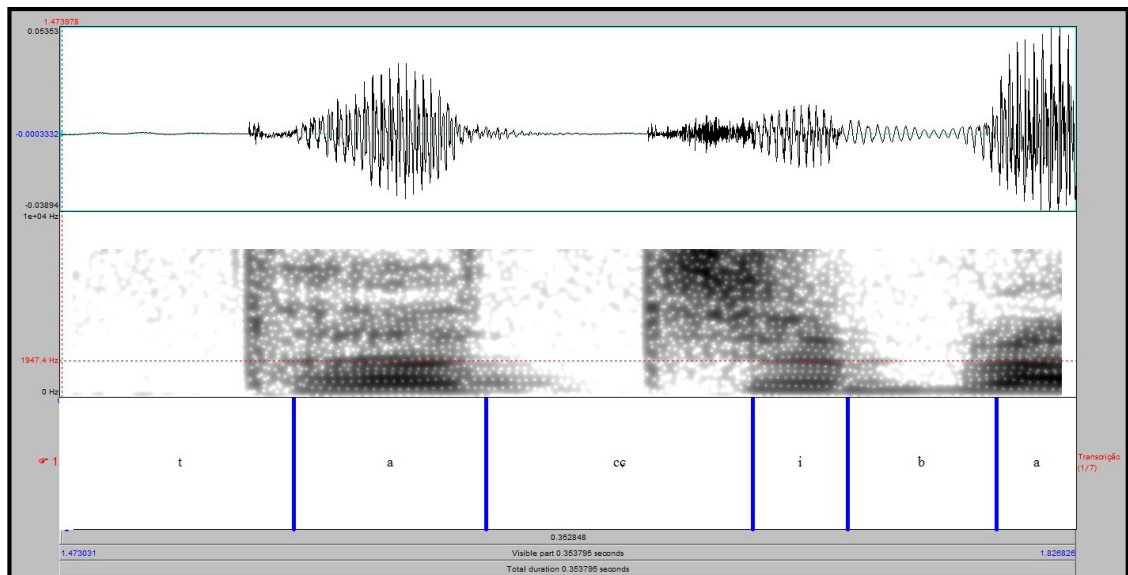 1.473978
0.05353
-0.0003332
-0.03894
1e+04 Hz
1947.4 Hz
0 Hz
1 t a cç i b a Transcrição
(1/7)
0.352848
1.473031 Visible part 0.353795 seconds 1.826826
Total duration 0.353795 seconds